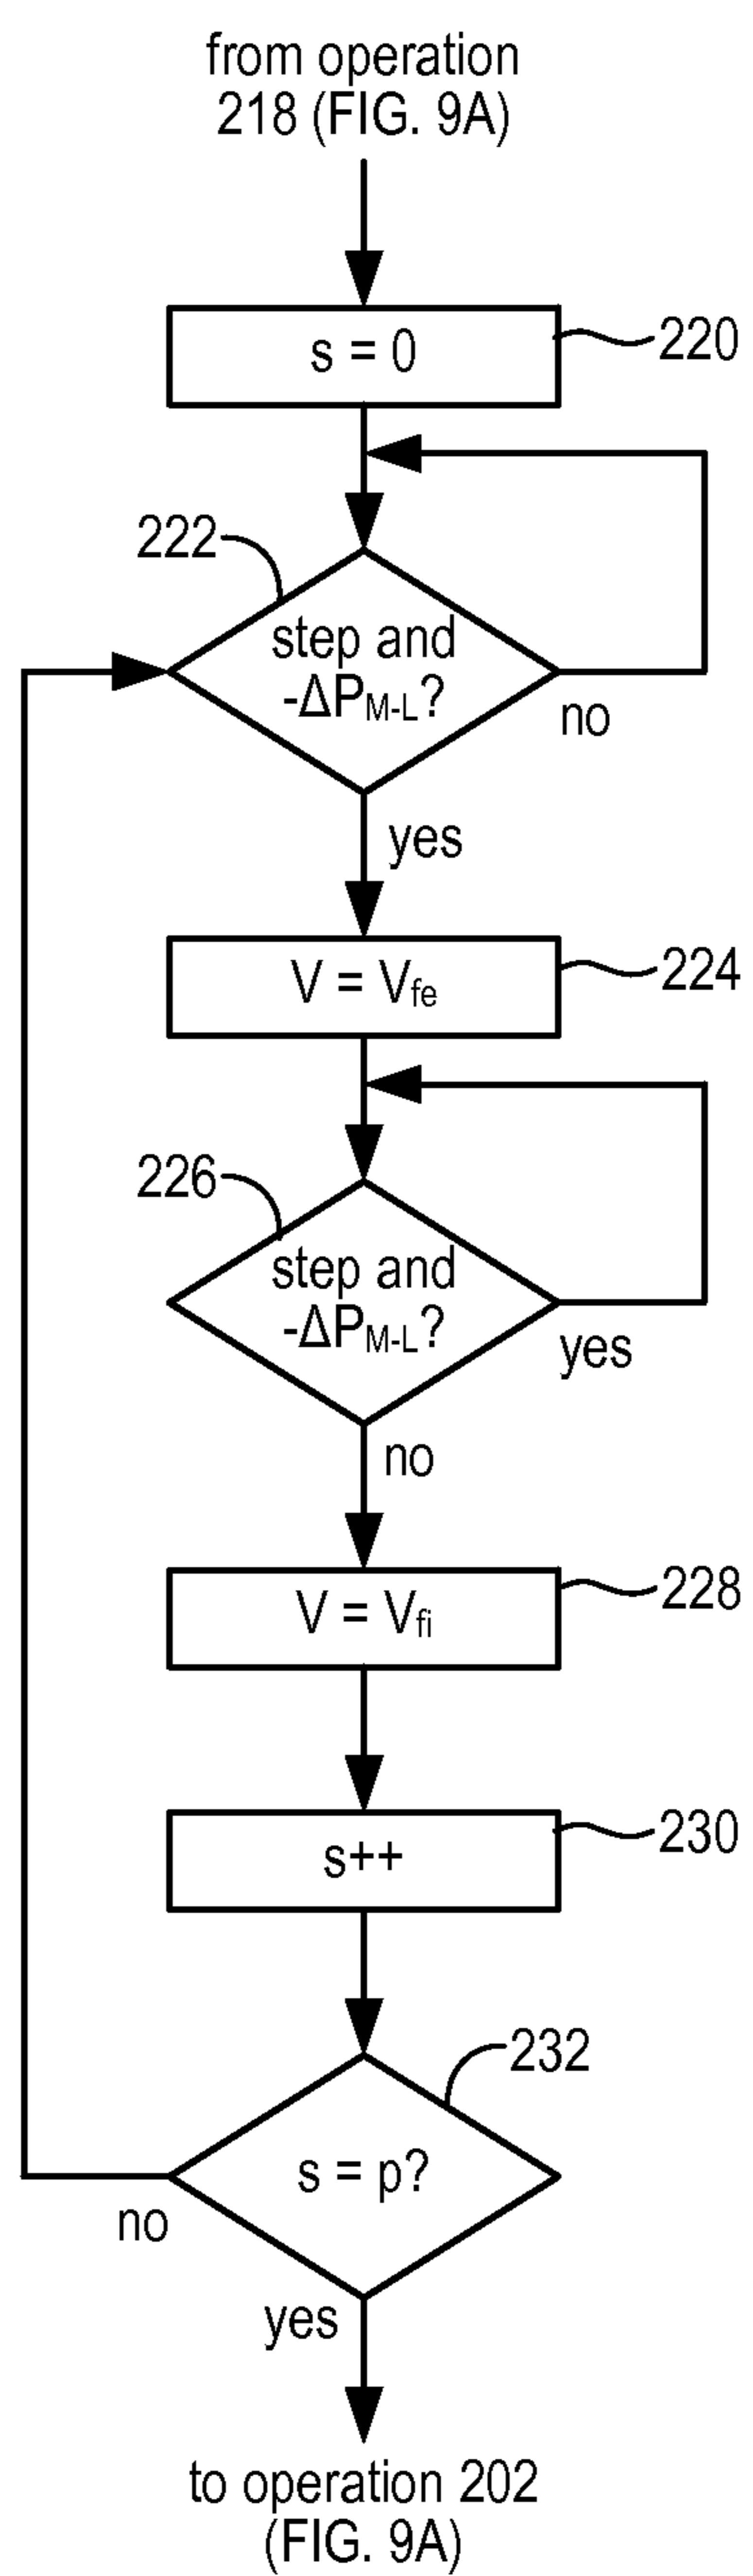 from operation
218 (FIG. 9A)
s = 0
220
222
step and
-ΔPM-L?
no
yes
V = Vfe
224
226
step and
-ΔPM-L?
yes
no
V = Vfi
228
s++
230
232
s = p?
no
yes
to operation 202
(FIG. 9A)